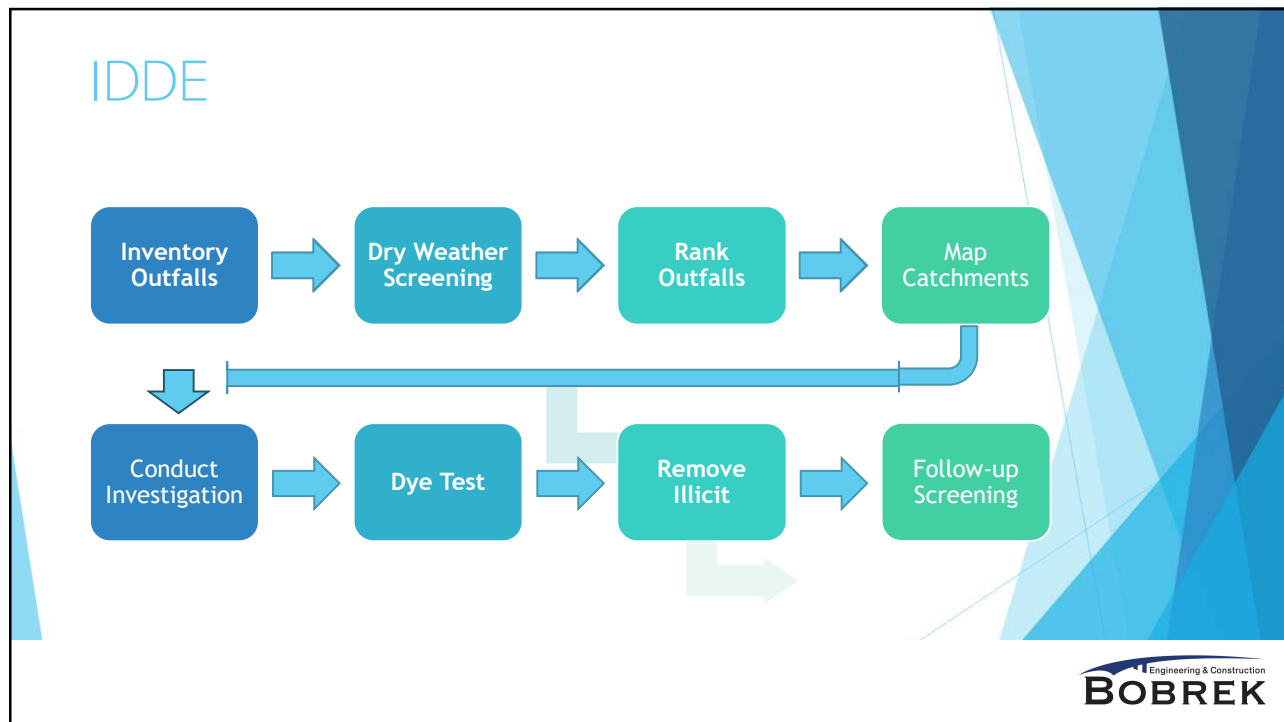 IDDE
Inventory
Outfalls
Dry Weather
Screening
Rank
Outfalls
Map
Catchments
Conduct
Investigation
Dye Test
Remove
Illicit
Follow-up
Screening
Engineering & Construction
BOBREK